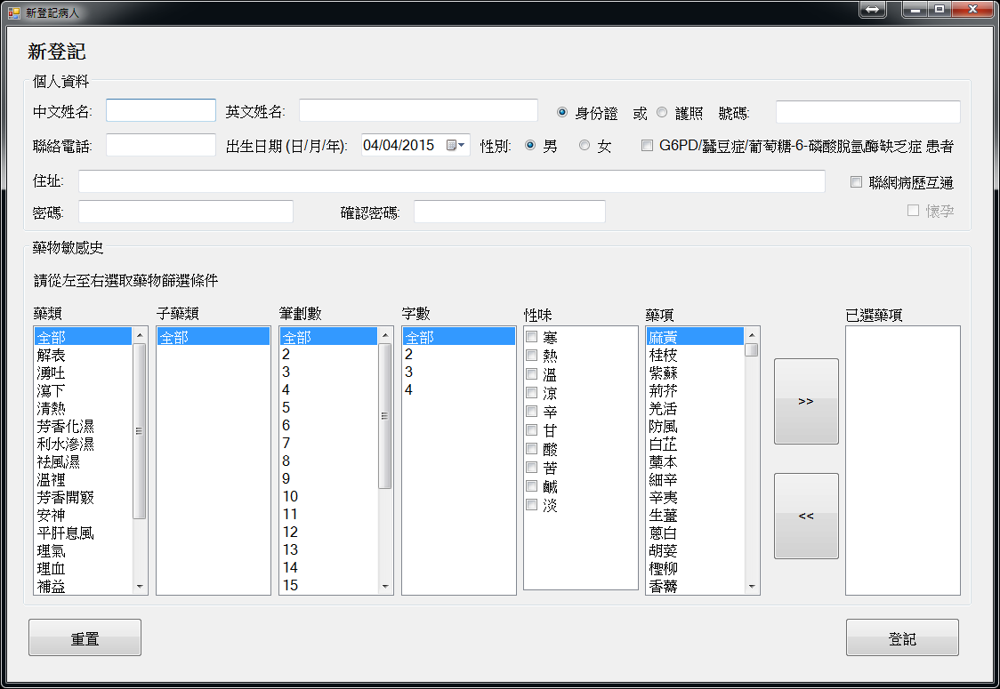 新登記病人
新登記
個人資料
中文姓名: 英文姓名: 身份證 或 護照 號碼:
聯絡電話: 出生日期 (日/月/年): 04/04/2015 性別: 男 女 G6PD/蠶豆症/葡萄糖-6-磷酸脫氫酶缺乏症 患者
住址: 聯網病歷互通
密碼: 確認密碼: 懷孕
藥物敏感史
請從左至右選取藥物篩選條件
藥類 子藥類 筆劃數 字數 性味 藥項 已選藥項
全部 全部 全部 全部 寒 麻黃
解表 2 2 熱 桂枝
湧吐 3 3 溫 紫蘇
瀉下 4 4 涼 荊芥
清熱 5 辛 羌活
芳香化濕 6 甘 防風
利水滲濕 7 酸 白芷
袪風濕 8 苦 藁本
溫裡 9 鹹 細辛
芳香開竅 10 淡 辛夷
安神 11 生薑
平肝息風 12 蔥白
理氣 13 胡荽
理血 14 檉柳
補益 15 香薷
>>
<<
重置 登記